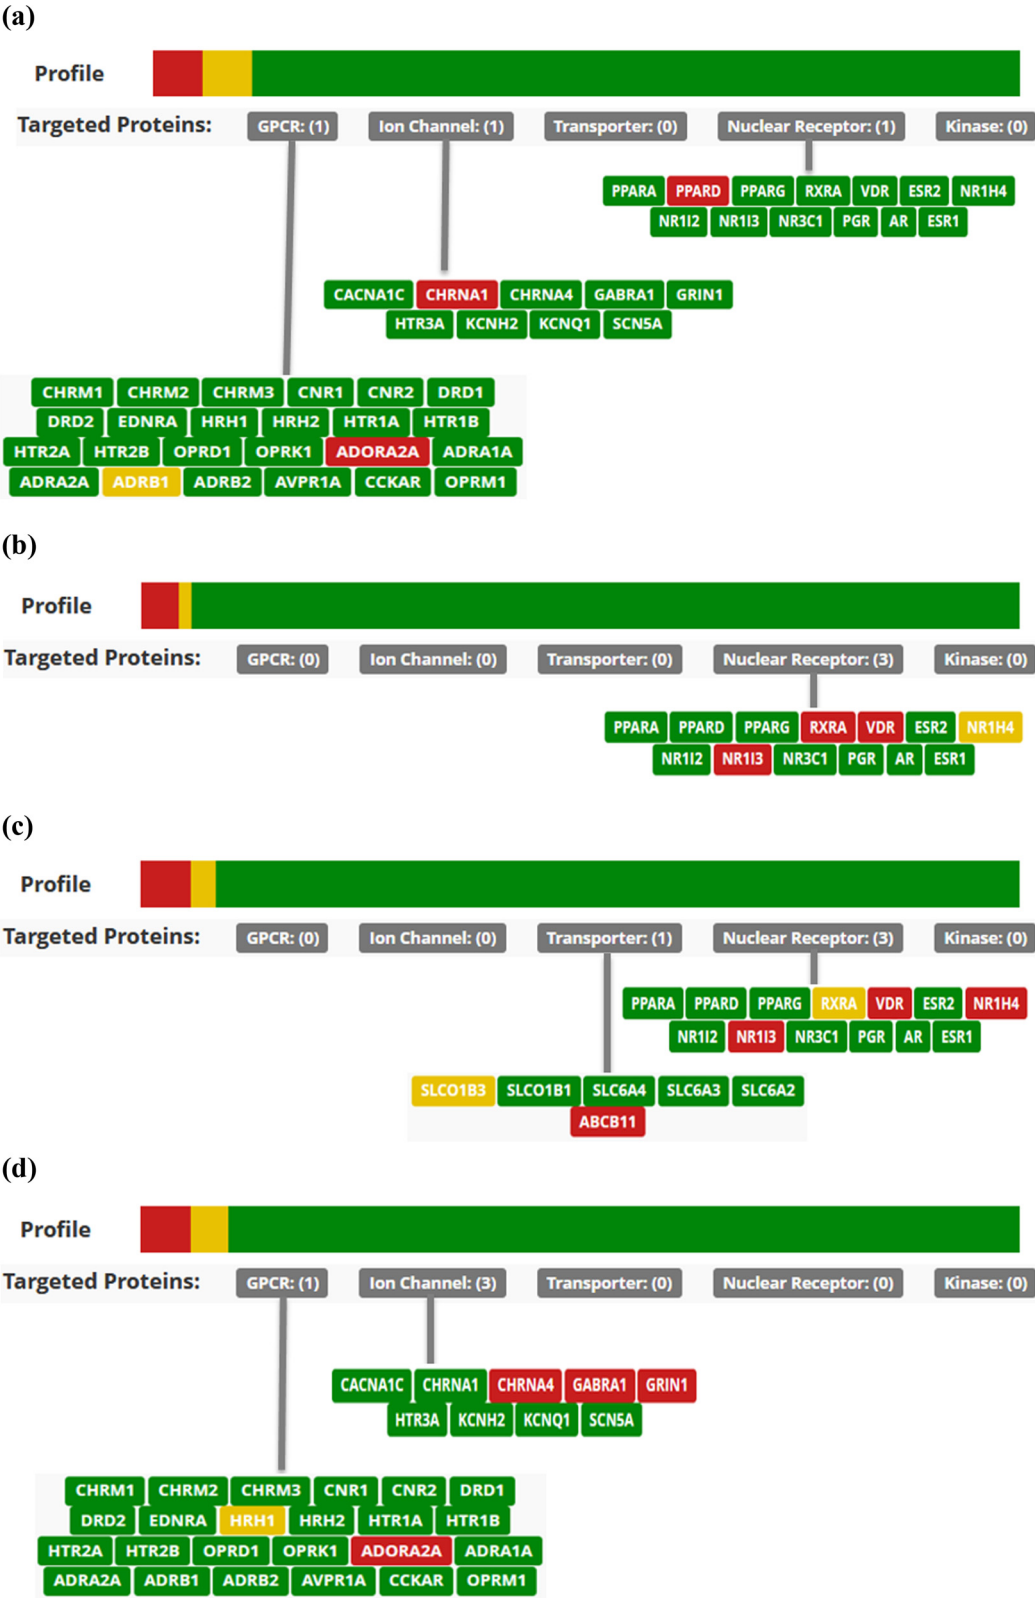 (a)
Profile
Targeted Proteins: GPCR: (1) Ion Channel: (1) Transporter: (0) Nuclear Receptor: (1) Kinase: (0)
PPARA PPARD PPARG RXRA VDR ESR2 NR1H4
NR1I2 NR1I3 NR3C1 PGR AR ESR1
CACNA1C CHRNA1 CHRNA4 GABRA1 GRIN1
HTR3A KCNH2 KCNQ1 SCN5A
CHRM1 CHRM2 CHRM3 CNR1 CNR2 DRD1
DRD2 EDNRA HRH1 HRH2 HTR1A HTR1B
HTR2A HTR2B OPRD1 OPRK1 ADORA2A ADRA1A
ADRA2A ADRB1 ADRB2 AVPR1A CCKAR OPRM1
(b)
Profile
Targeted Proteins: GPCR: (0) Ion Channel: (0) Transporter: (0) Nuclear Receptor: (3) Kinase: (0)
PPARA PPARD PPARG RXRA VDR ESR2 NR1H4
NR1I2 NR1I3 NR3C1 PGR AR ESR1
(c)
Profile
Targeted Proteins: GPCR: (0) Ion Channel: (0) Transporter: (1) Nuclear Receptor: (3) Kinase: (0)
PPARA PPARD PPARG RXRA VDR ESR2 NR1H4
NR1I2 NR1I3 NR3C1 PGR AR ESR1
SLCO1B3 SLCO1B1 SLC6A4 SLC6A3 SLC6A2
ABCB11
(d)
Profile
Targeted Proteins: GPCR: (1) Ion Channel: (3) Transporter: (0) Nuclear Receptor: (0) Kinase: (0)
CACNA1C CHRNA1 CHRNA4 GABRA1 GRIN1
HTR3A KCNH2 KCNQ1 SCN5A
CHRM1 CHRM2 CHRM3 CNR1 CNR2 DRD1
DRD2 EDNRA HRH1 HRH2 HTR1A HTR1B
HTR2A HTR2B OPRD1 OPRK1 ADORA2A ADRA1A
ADRA2A ADRB1 ADRB2 AVPR1A CCKAR OPRM1